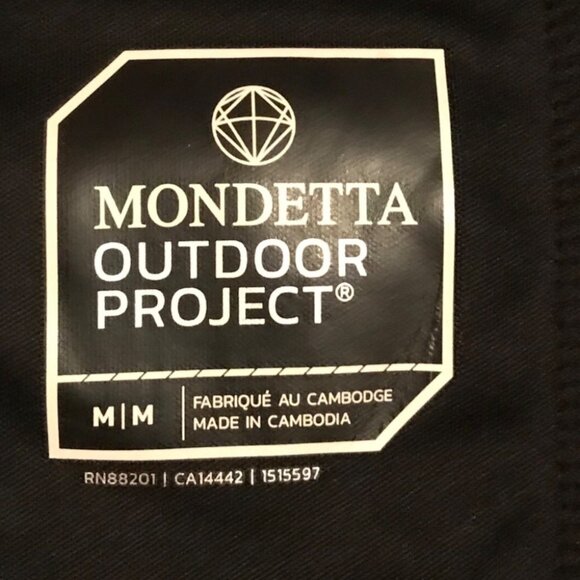 MONDETTA
OUTDOOR
PROJECT®
M|M
FABRIQUÉ AU CAMBODGE
MADE IN CAMBODIA
RN88201 | CA14442 | 1515597